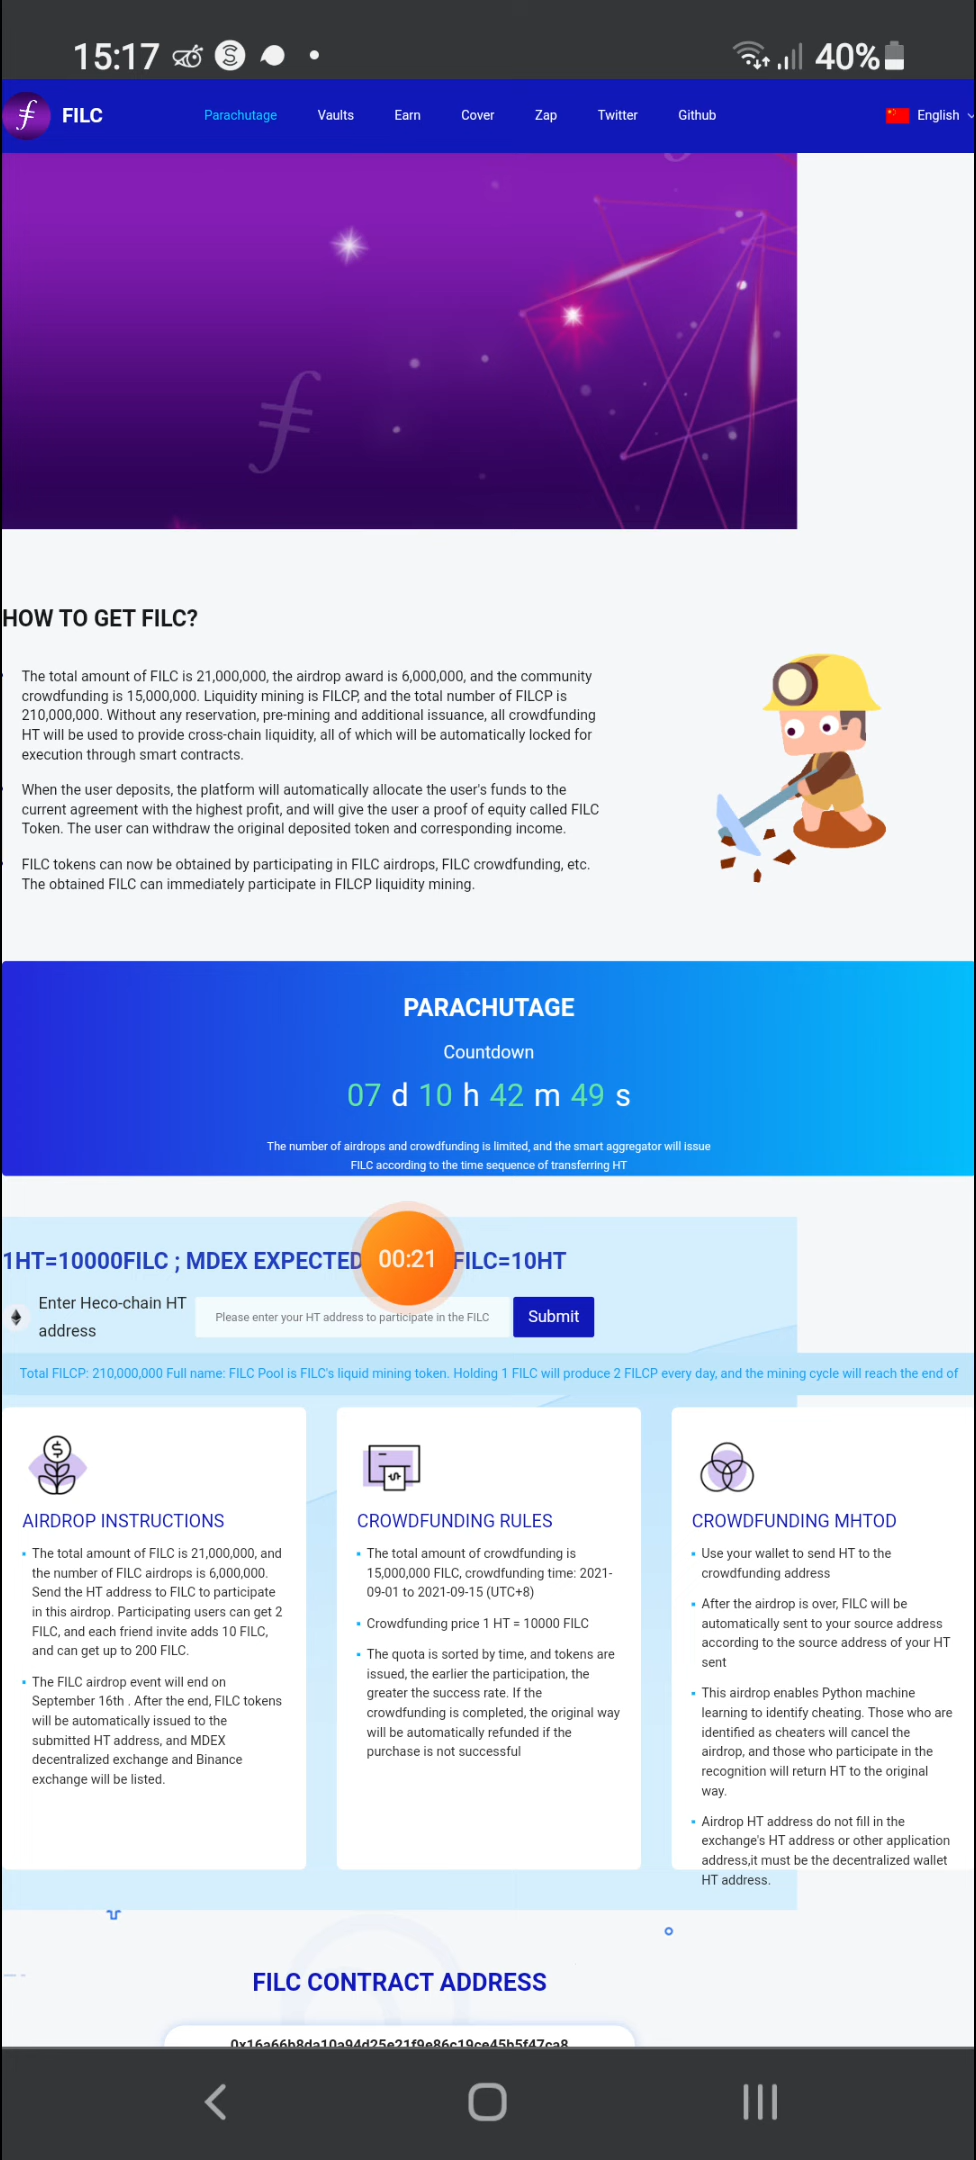 15:17
40%
FILC
Parachutage
Vaults
Earn
Cover
Zap
Twitter
Github
English
HOW TO GET FILC?
The total amount of FILC is 21,000,000, the airdrop award is 6,000,000, and the community
crowdfunding is 15,000,000. Liquidity mining is FILCP, and the total number of FILCP is
210,000,000. Without any reservation, pre-mining and additional issuance, all crowdfunding
HT will be used to provide cross-chain liquidity, all of which will be automatically locked for
execution through smart contracts.
When the user deposits, the platform will automatically allocate the user's funds to the
current agreement with the highest profit, and will give the user a proof of equity called FILC
Token. The user can withdraw the original deposited token and corresponding income.
FILC tokens can now be obtained by participating in FILC airdrops, FILC crowdfunding, etc.
The obtained FILC can immediately participate in FILCP liquidity mining.
PARACHUTAGE
Countdown
07 d 10 h 42 m 49 s
The number of airdrops and crowdfunding is limited, and the smart aggregator will issue
FILC according to the time sequence of transferring HT
1HT=10000FILC ; MDEX EXPECTED FILC=10HT
00:21
Enter Heco-chain HT
address
Please enter your HT address to participate in the FILC
Submit
Total FILCP: 210,000,000 Full name: FILC Pool is FILC's liquid mining token. Holding 1 FILC will produce 2 FILCP every day, and the mining cycle will reach the end of
AIRDROP INSTRUCTIONS
The total amount of FILC is 21,000,000, and
the number of FILC airdrops is 6,000,000.
Send the HT address to FILC to participate
in this airdrop. Participating users can get 2
FILC, and each friend invite adds 10 FILC,
and can get up to 200 FILC.
The FILC airdrop event will end on
September 16th . After the end, FILC tokens
will be automatically issued to the
submitted HT address, and MDEX
decentralized exchange and Binance
exchange will be listed.
CROWDFUNDING RULES
The total amount of crowdfunding is
15,000,000 FILC, crowdfunding time: 2021-
09-01 to 2021-09-15 (UTC+8)
Crowdfunding price 1 HT = 10000 FILC
The quota is sorted by time, and tokens are
issued, the earlier the participation, the
greater the success rate. If the
crowdfunding is completed, the original way
will be automatically refunded if the
purchase is not successful
CROWDFUNDING MHTOD
Use your wallet to send HT to the
crowdfunding address
After the airdrop is over, FILC will be
automatically sent to your source address
according to the source address of your HT
sent
This airdrop enables Python machine
learning to identify cheating. Those who are
identified as cheaters will cancel the
airdrop, and those who participate in the
recognition will return HT to the original
way.
Airdrop HT address do not fill in the
exchange's HT address or other application
address,it must be the decentralized wallet
HT address.
FILC CONTRACT ADDRESS
0x16a66b8da10a94d25e21f9e86c19ce45b5f47ca8